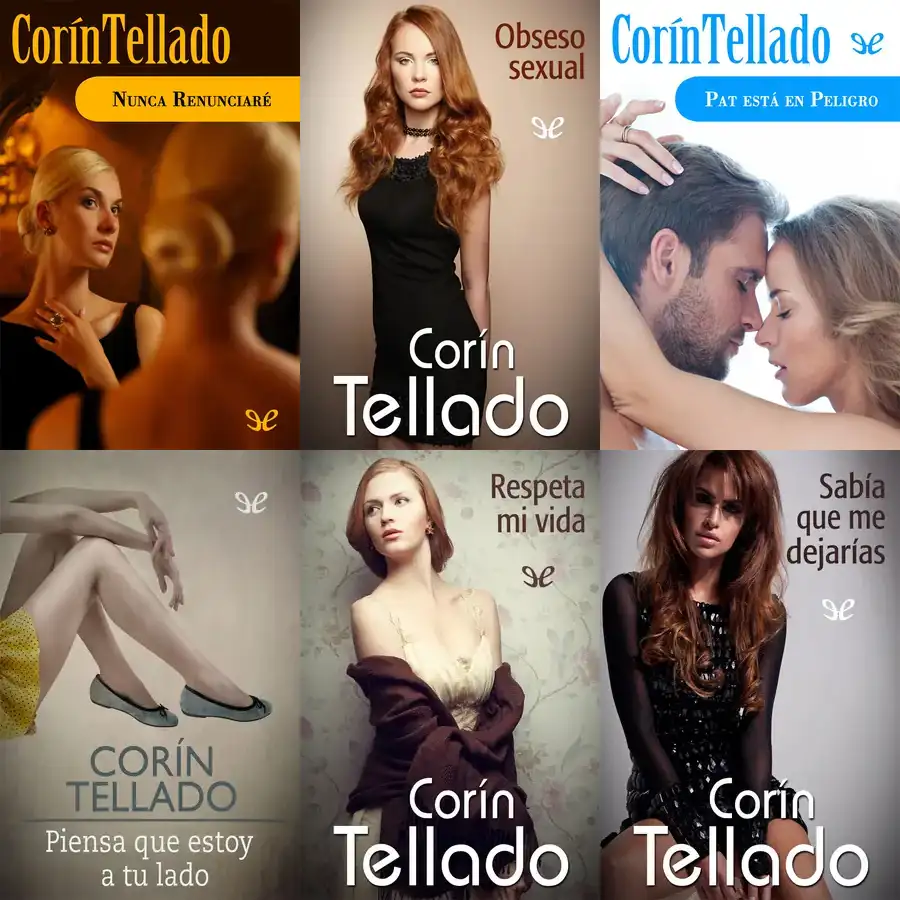 CorínTellado
Nunca Renunciaré
Obseso
sexual
Corín
Tellado
CorínTellado
Pat está en Peligro
CORÍN
TELLADO
Piensa que estoy
a tu lado
Respeta
mi vida
Corín
Tellado
Sabía
que me
dejarías
Corín
Tellado